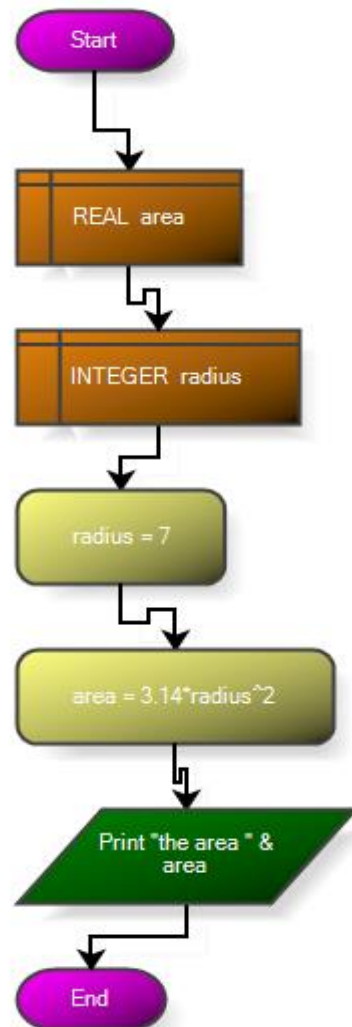 Start
REAL area
INTEGER radius
radius = 7
area = 3.14*radius^2
Print "the area " &
area
End